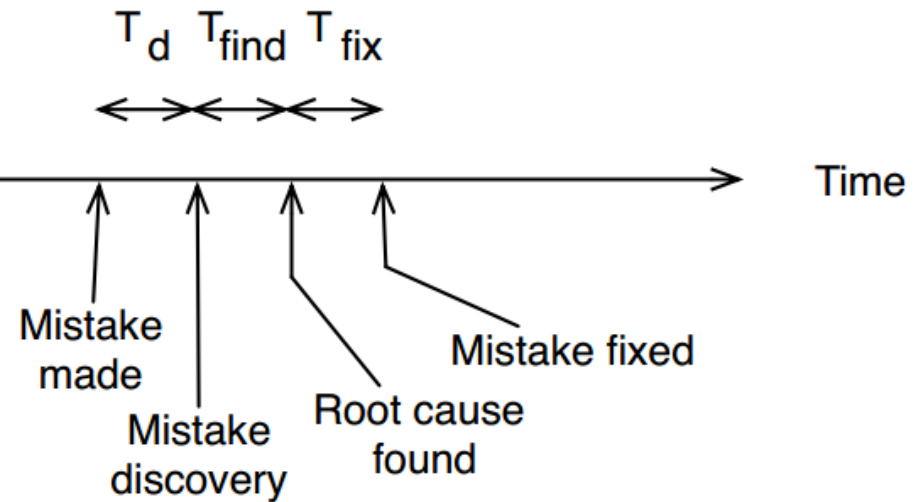 T d T find T fix
Time
Mistake
made
Mistake
discovery
Root cause
found
Mistake fixed